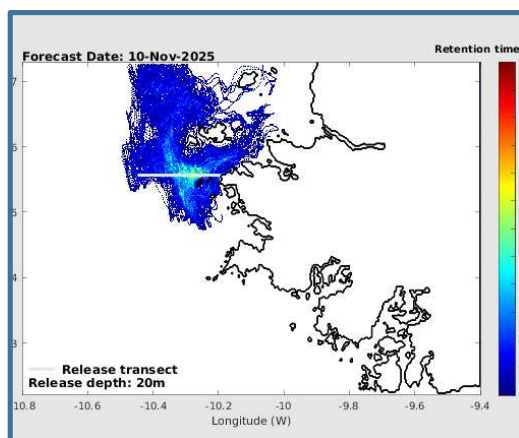 Forecast Date: 10-Nov-2025
Retention time
7
6
5
4
3
Release transect
Release depth: 20m
10.8
-10.6
-10.4
-10.2
-10
-9.8
-9.6
-9.4
Longitude (W)